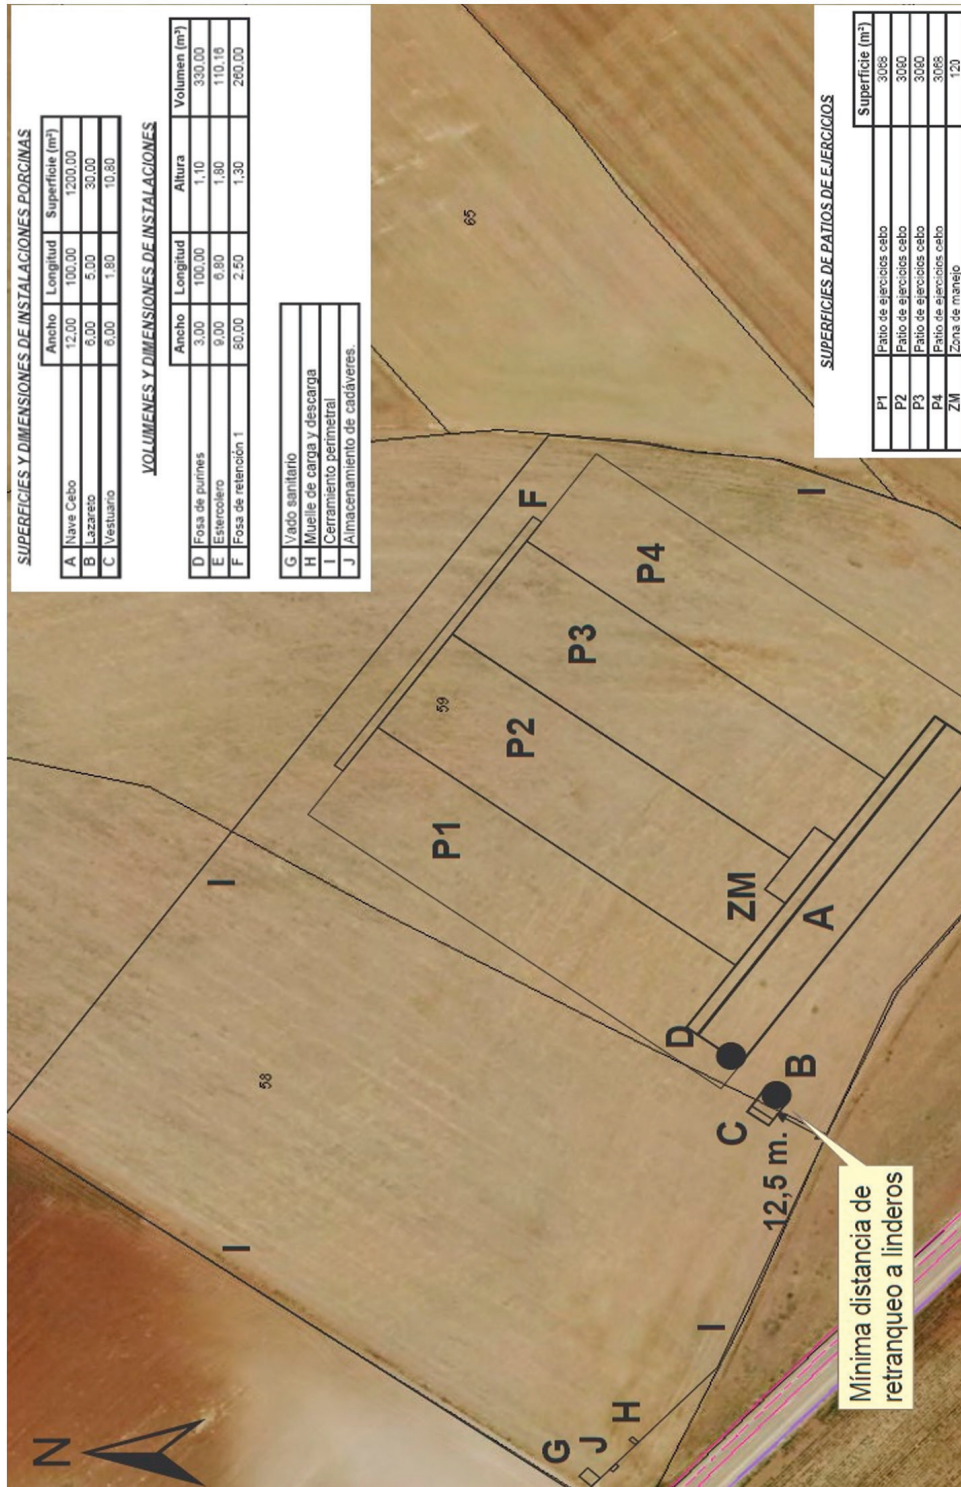 SUPERFICIES Y DIMENSIONES DE INSTALACIONES PORCINAS
Ancho Longitud Superficie (m²)
A Nave Cebo 12,00 100,00 1200,00
B Lazareto 6,00 5,00 30,00
C Vestuario 6,00 1,80 10,80
VOLUMENES Y DIMENSIONES DE INSTALACIONES
Ancho Longitud Altura Volumen (m³)
D Fosa de purines 3,00 100,00 1,10 330,00
E Estercolero 9,00 6,80 1,80 110,16
F Fosa de retención 1 80,00 2,50 1,30 260,00
G Vado sanitario
H Muelle de carga y descarga
I Cerramiento perimetral
J Almacenamiento de cadáveres.
N
58
59
65
I
I
I
I
F
P1
P2
P3
P4
ZM
A
D
B
C
12,5 m.
G
J
H
Mínima distancia de
retranqueo a linderos
SUPERFICIES DE PATIOS DE EJERCICIOS
Superficie (m²)
P1 Patio de ejercicios cebo 3068
P2 Patio de ejercicios cebo 3090
P3 Patio de ejercicios cebo 3090
P4 Patio de ejercicios cebo 3068
ZM Zona de manejo 120